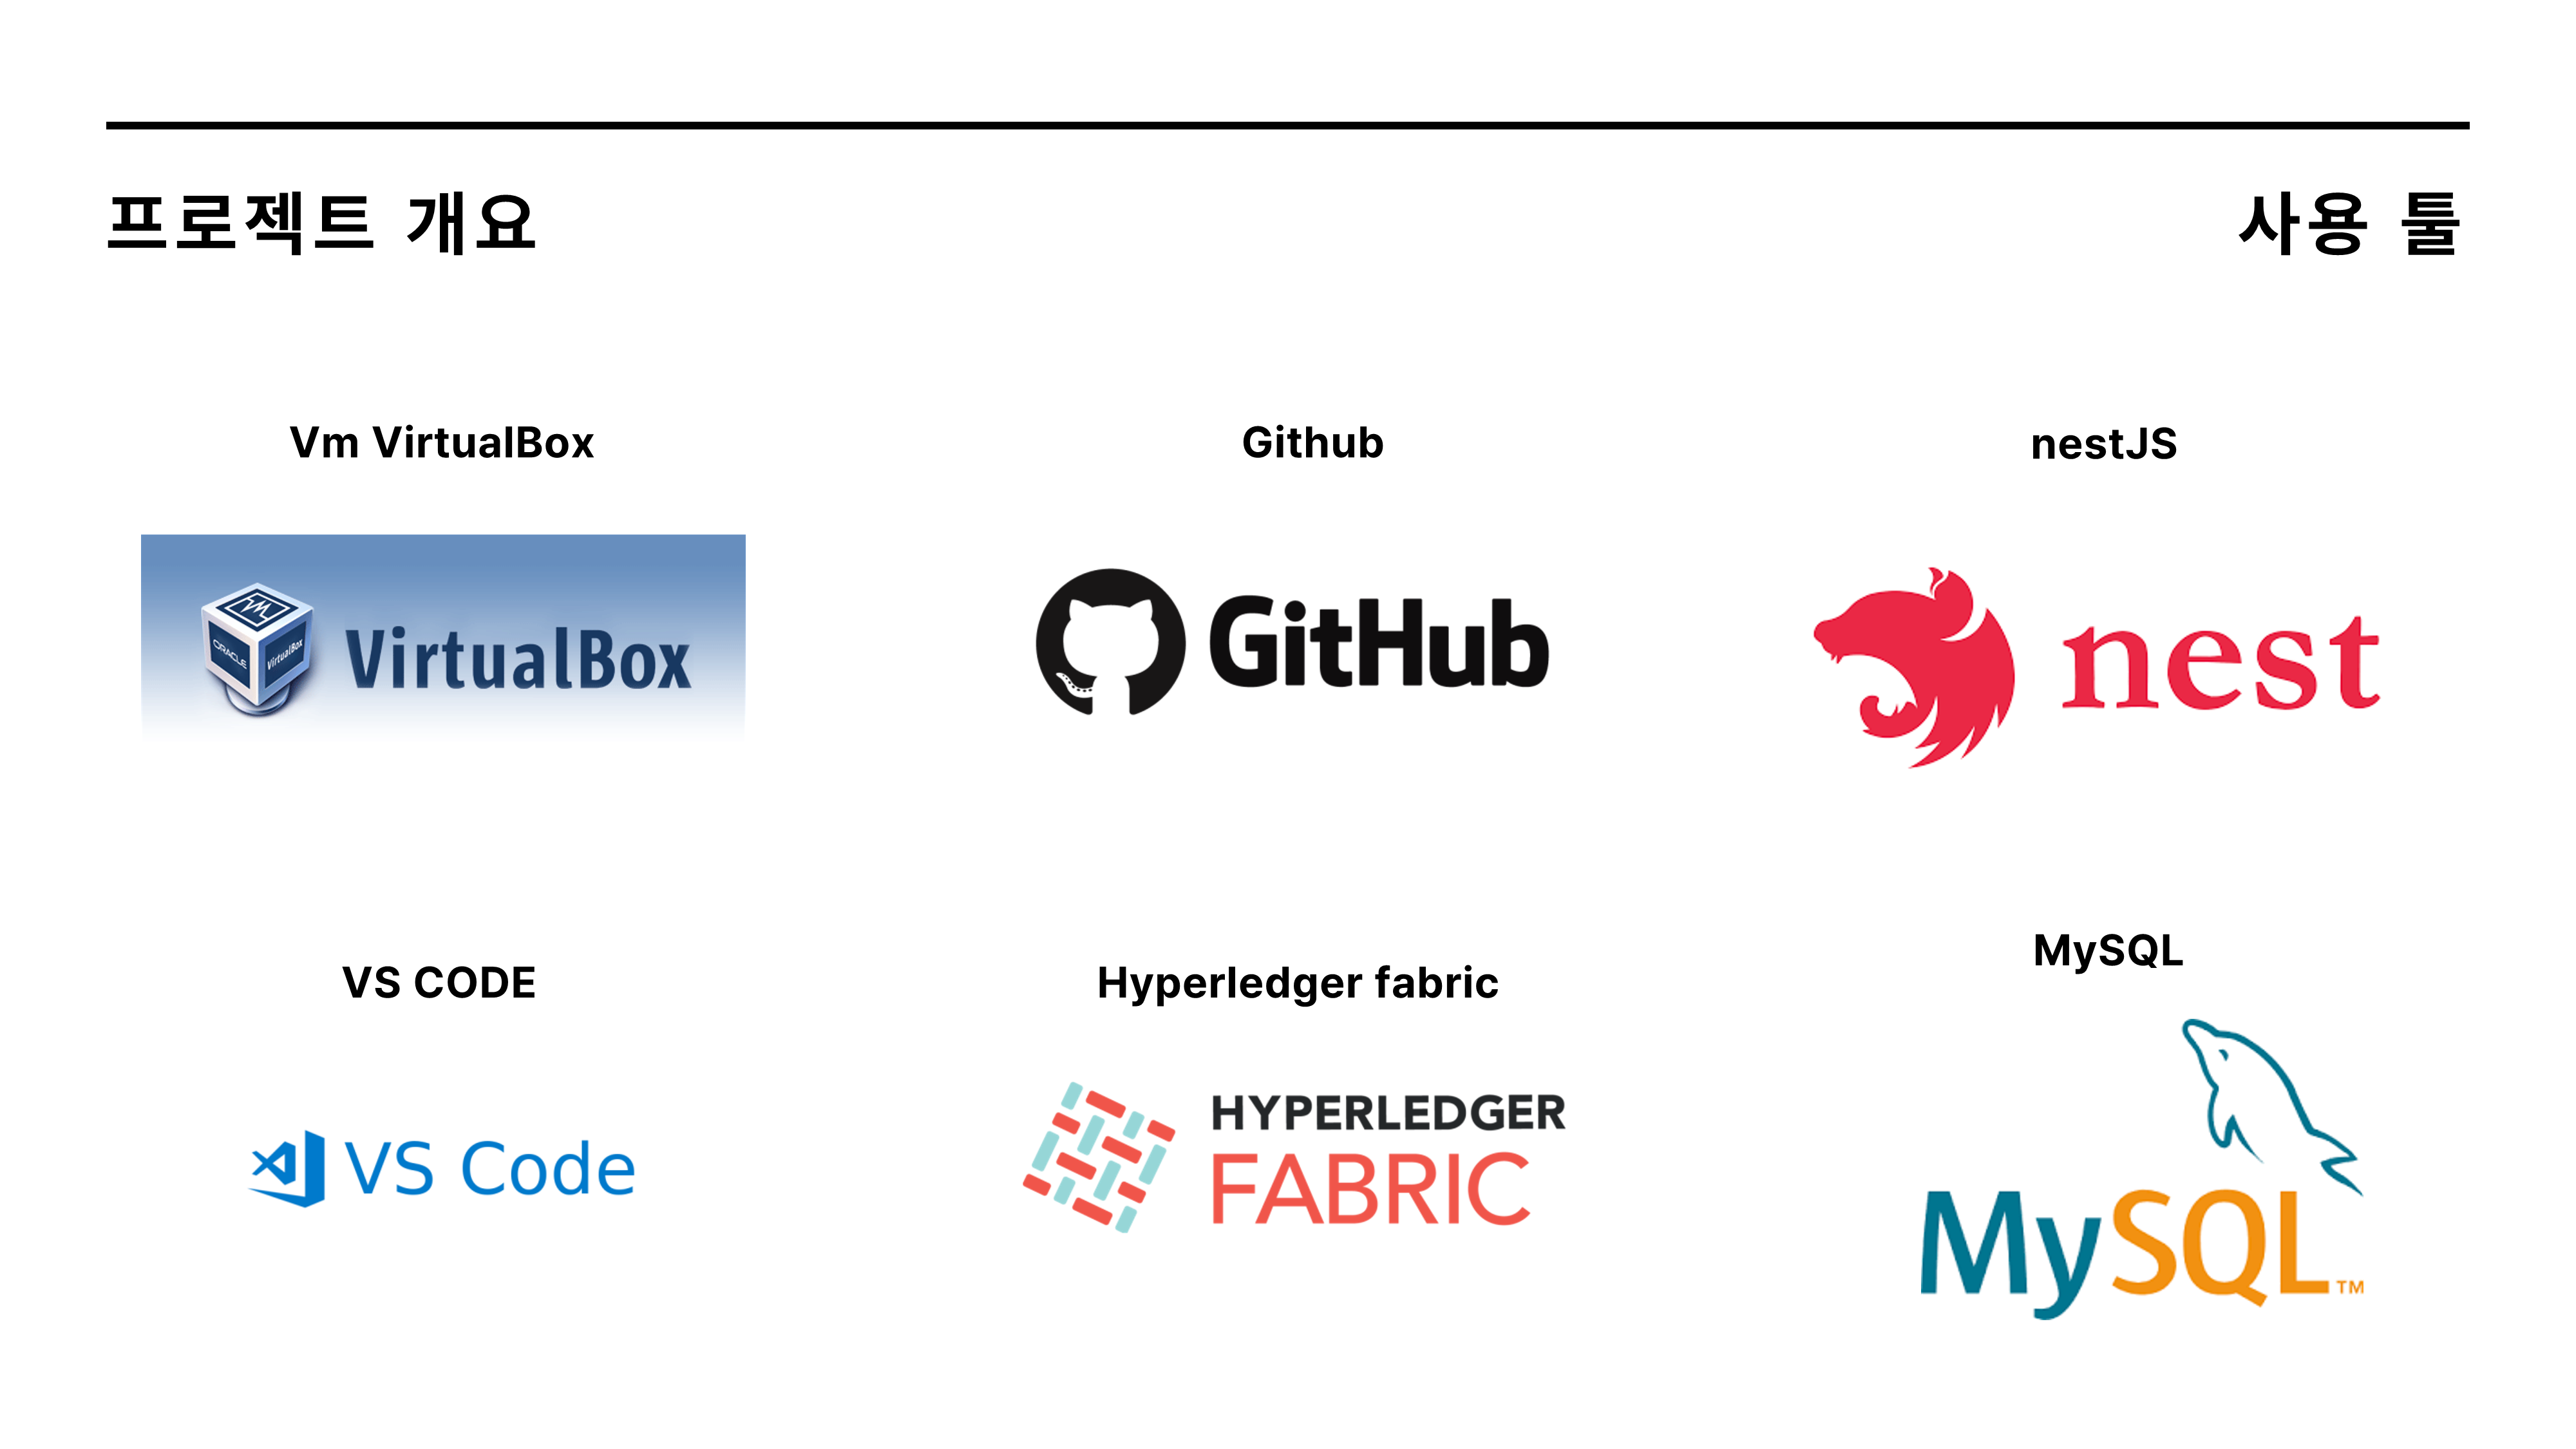 프로젝트 개요
사용 툴
Vm VirtualBox
Github
nestJS
ORACLE
VirtualBox
VirtualBox
GitHub
nest
VS CODE
Hyperledger fabric
MySQL
VS Code
HYPERLEDGER
FABRIC
MySQL™